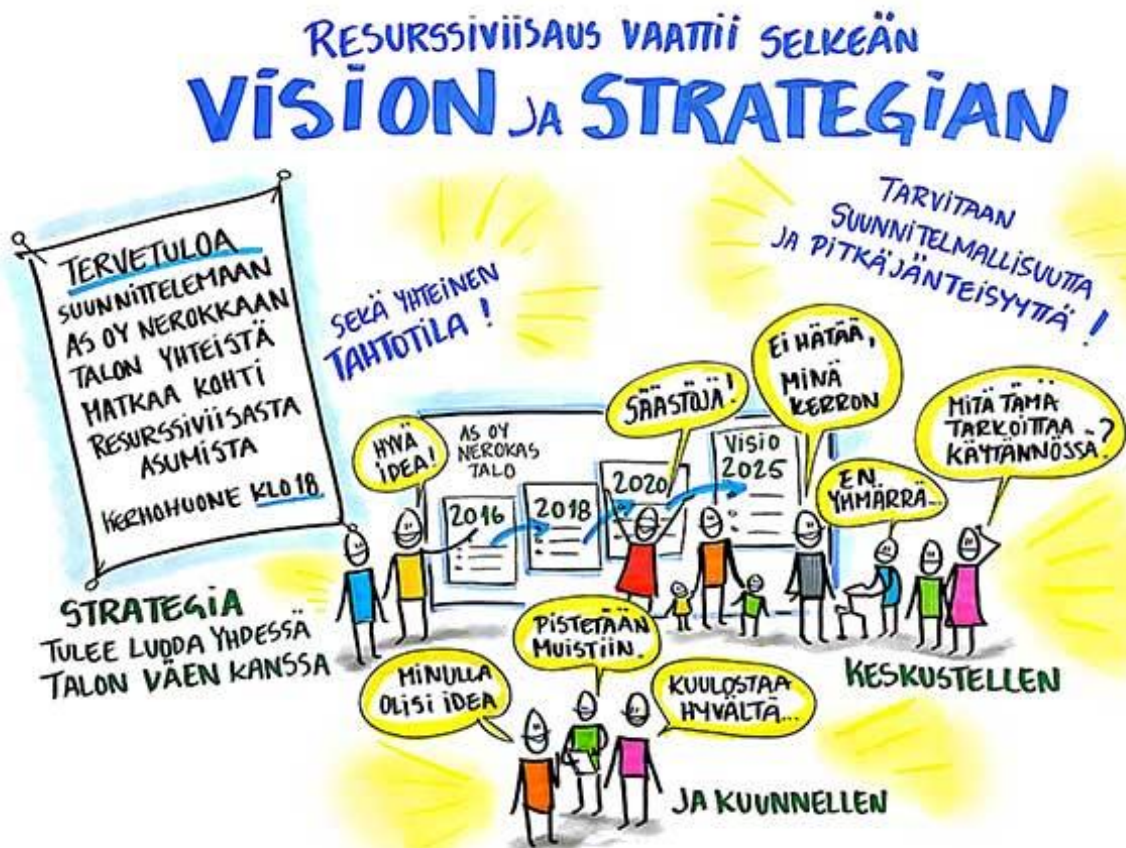 RESURSSIVIISAUS VAATII SELKEÄN
VISION JA STRATEGIAN
TERVETULOA
SUUNNITTELEMAAN
AS OY NEROKKAAN
TALON YHTEISTÄ
MATKAA KOHTI
RESURSSIVIISASTA
ASUMISTA
KERHOHUONE KLO 18
SEKÄ YHTEINEN
TAHTOTILA!
TARVITAAN
SUUNNITELMALLISUUTTA
JA PITKÄJÄNTEISYYTTÄ!
HYVÄ
IDEA!
AS OY
NEROKAS
TALO
2016
2018
2020
VISIO
2025
SÄÄSTÖJÄ!
EI HÄTÄÄ,
MINÄ
KERRON
EN
YMMÄRRÄ...
MITÄ TÄMÄ
TARKOITTAA
KÄYTÄNNÖSSÄ?
STRATEGIA
TULEE LUODA YHDESSÄ
TALON VÄEN KANSSA
MINULLA
OLISI IDEA
PISTETÄÄN
MUISTIIN.
KUULOSTAA
HYVÄLTÄ...
KESKUSTELLEN
JA KUUNNELLEN